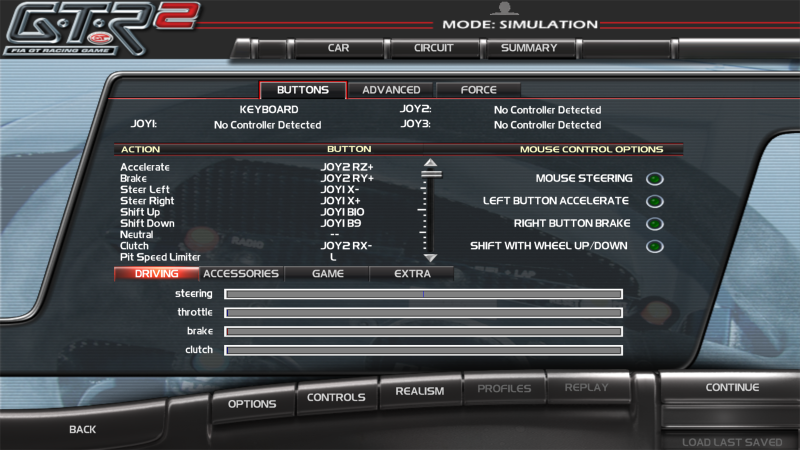 GTR2
FIA GT RACING GAME
MODE: SIMULATION
CAR CIRCUIT SUMMARY
BUTTONS ADVANCED FORCE
KEYBOARD JOY2: No Controller Detected
JOY1: No Controller Detected JOY3: No Controller Detected
ACTION BUTTON MOUSE CONTROL OPTIONS
Accelerate JOY2 RZ+
Brake JOY2 RY+
Steer Left JOY1 X-
Steer Right JOY1 X+
Shift Up JOY1 B10
Shift Down JOY1 B9
Neutral --
Clutch JOY2 RX-
Pit Speed Limiter L
MOUSE STEERING
LEFT BUTTON ACCELERATE
RIGHT BUTTON BRAKE
SHIFT WITH WHEEL UP/DOWN
RADIO
DRIVING ACCESSORIES GAME EXTRA
steering
throttle
brake
clutch
BACK OPTIONS CONTROLS REALISM PROFILES REPLAY CONTINUE
LOAD LAST SAVED